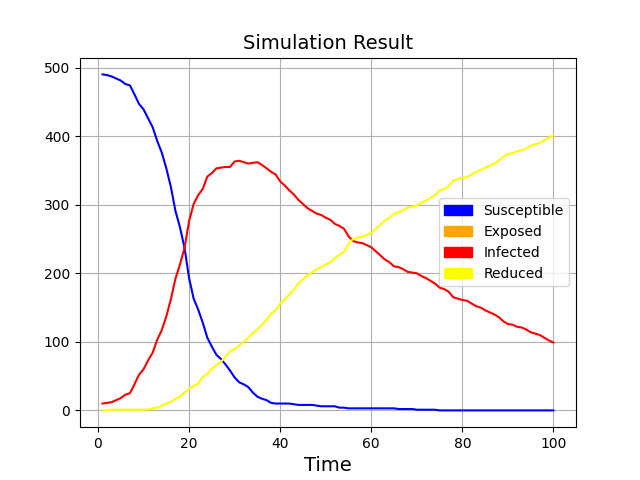 Simulation Result
500
400
300
200
100
0
Susceptible
Exposed
Infected
Reduced
0 20 40 60 80 100
Time